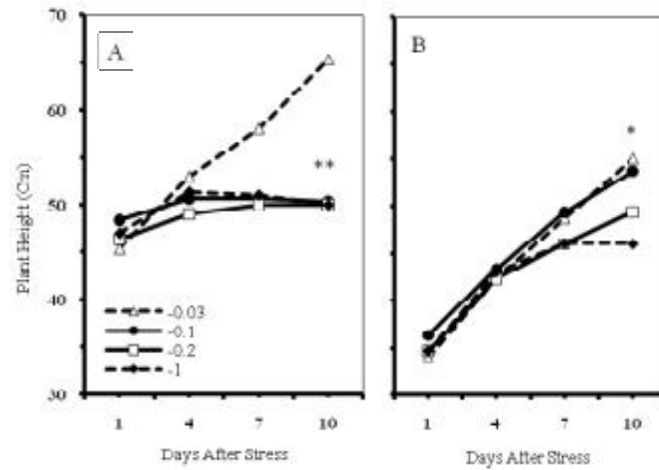 70
60
50
40
30
Plant Height (Cm)
A
**
-0.03
-0.1
-0.2
-1
1 4 7 10
Days After Stress
B
*
1 4 7 10
Days After Stress